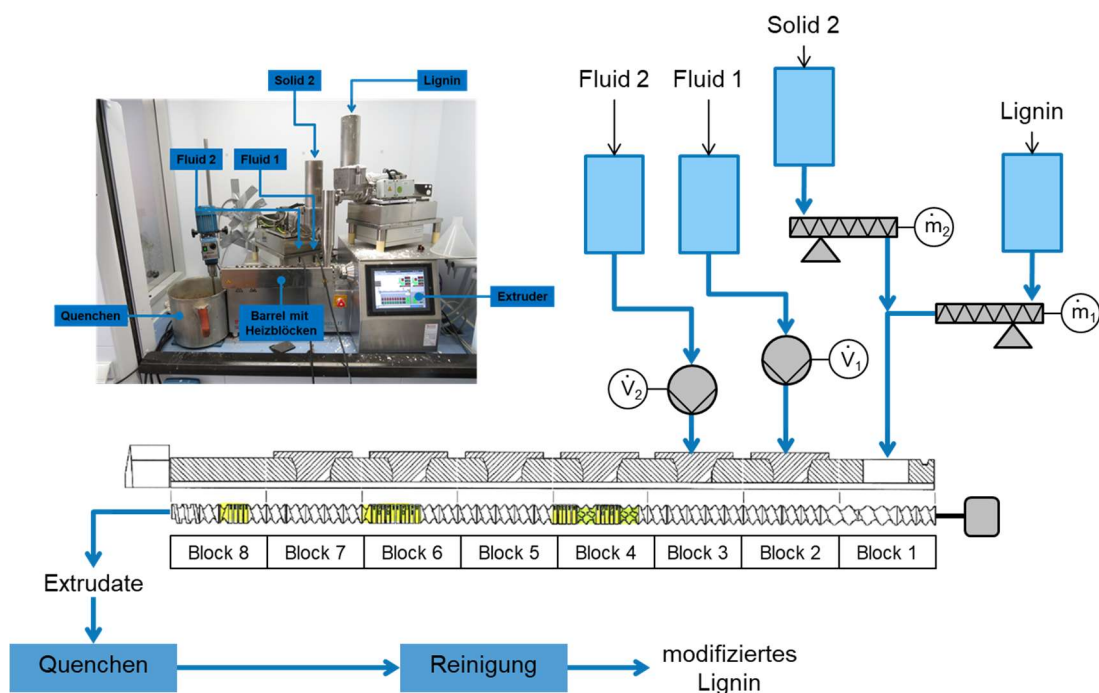 Solid 2
Lignin
Fluid 2
Fluid 1
Quenchen
Barrel mit
Heizblöcken
Extruder
Solid 2
Fluid 2
Fluid 1
Lignin
ṁ2
ṁ1
V̇2
V̇1
Block 8
Block 7
Block 6
Block 5
Block 4
Block 3
Block 2
Block 1
Extrudate
Quenchen
Reinigung
modifiziertes
Lignin